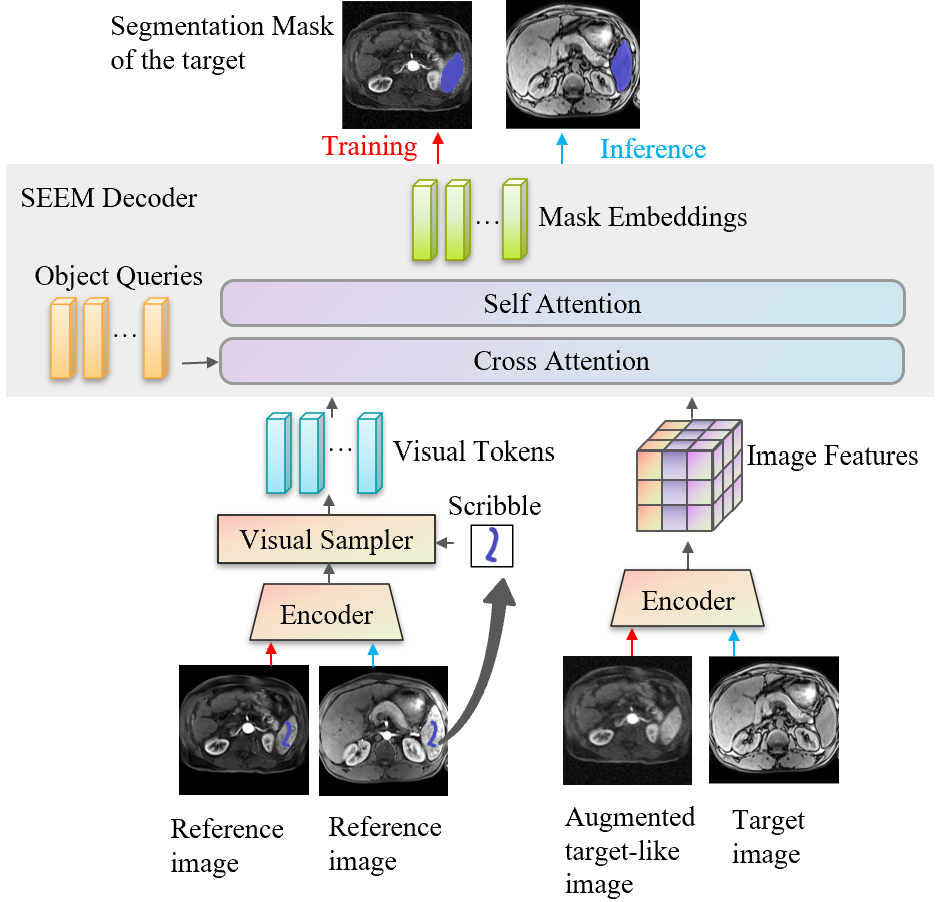 Segmentation Mask
of the target
Training
Inference
SEEM Decoder
Mask Embeddings
Object Queries
Self Attention
Cross Attention
Visual Tokens
Image Features
Scribble
Visual Sampler
Encoder
Encoder
Reference
image
Reference
image
Augmented
target-like
image
Target
image